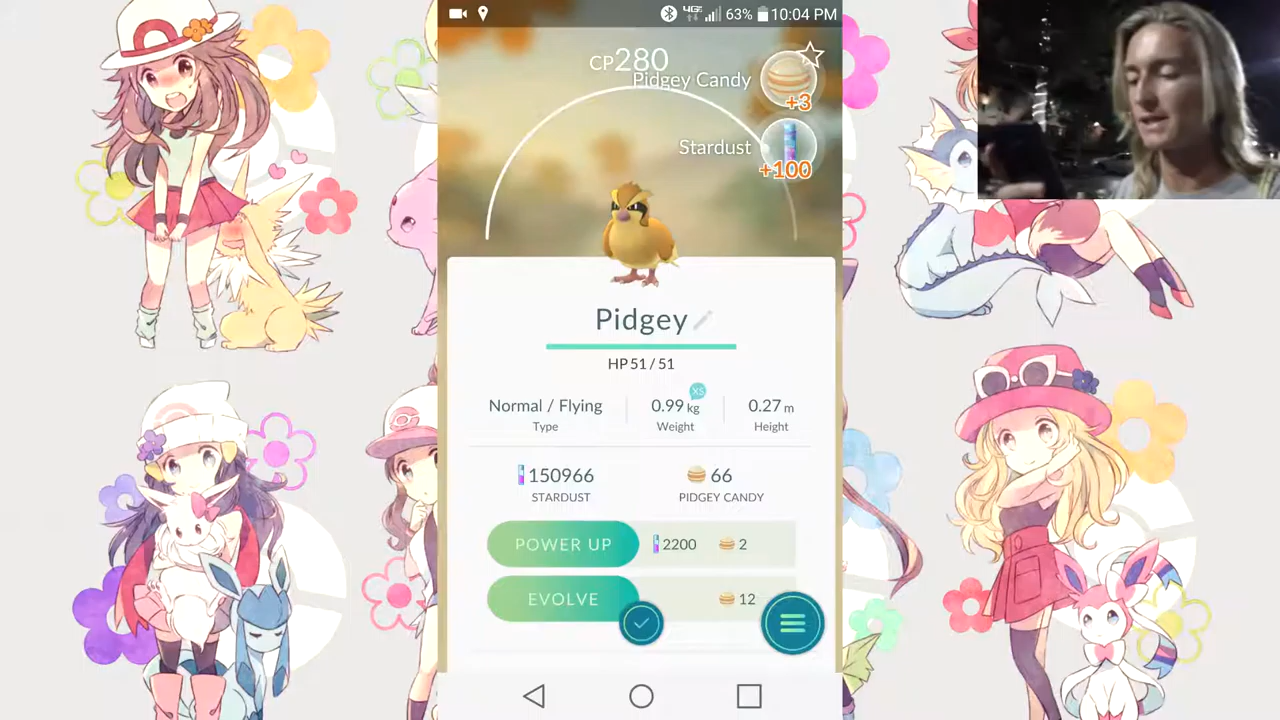 4G 63% 10:04 PM
CP280
Pidgey Candy
+3
Stardust
+100
Pidgey
HP 51 / 51
Normal / Flying
Type
XS
0.99 kg
Weight
0.27 m
Height
150966
STARDUST
66
PIDGEY CANDY
POWER UP 2200 2
EVOLVE 12